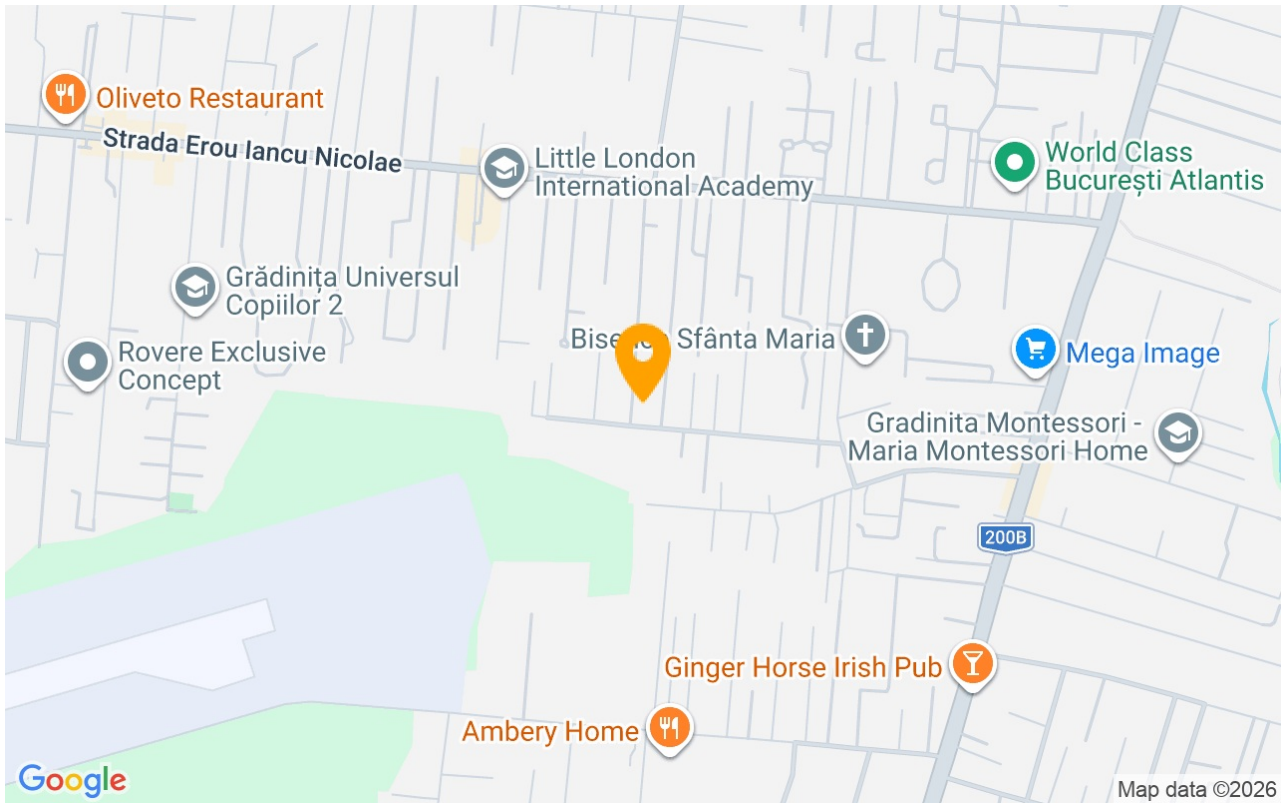 Oliveto Restaurant
Strada Erou Iancu Nicolae
Little London
International Academy
World Class
București Atlantis
Grădinița Universul
Copiilor 2
Rovere Exclusive
Concept
Sfânta Maria
Mega Image
Gradinita Montessori -
Maria Montessori Home
200B
Ginger Horse Irish Pub
Ambery Home
Google
Map data ©2026